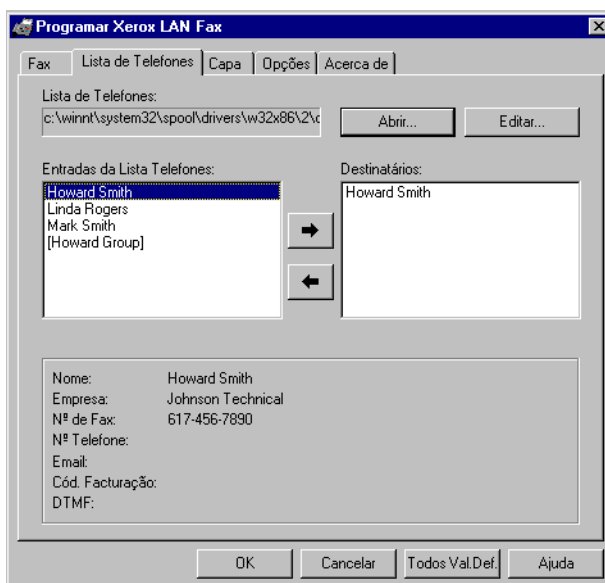 Programar Xerox LAN Fax
Fax Lista de Telefones Capa Opções Acerca de
Lista de Telefones:
c:\winnt\system32\spool\drivers\w32x86\2\c Abrir... Editar...
Entradas da Lista Telefones: Destinatários:
Howard Smith Howard Smith
Linda Rogers
Mark Smith
[Howard Group]
Nome: Howard Smith
Empresa: Johnson Technical
Nº de Fax: 617-456-7890
Nº Telefone:
Email:
Cód. Facturação:
DTMF:
OK Cancelar Todos Val.Def. Ajuda